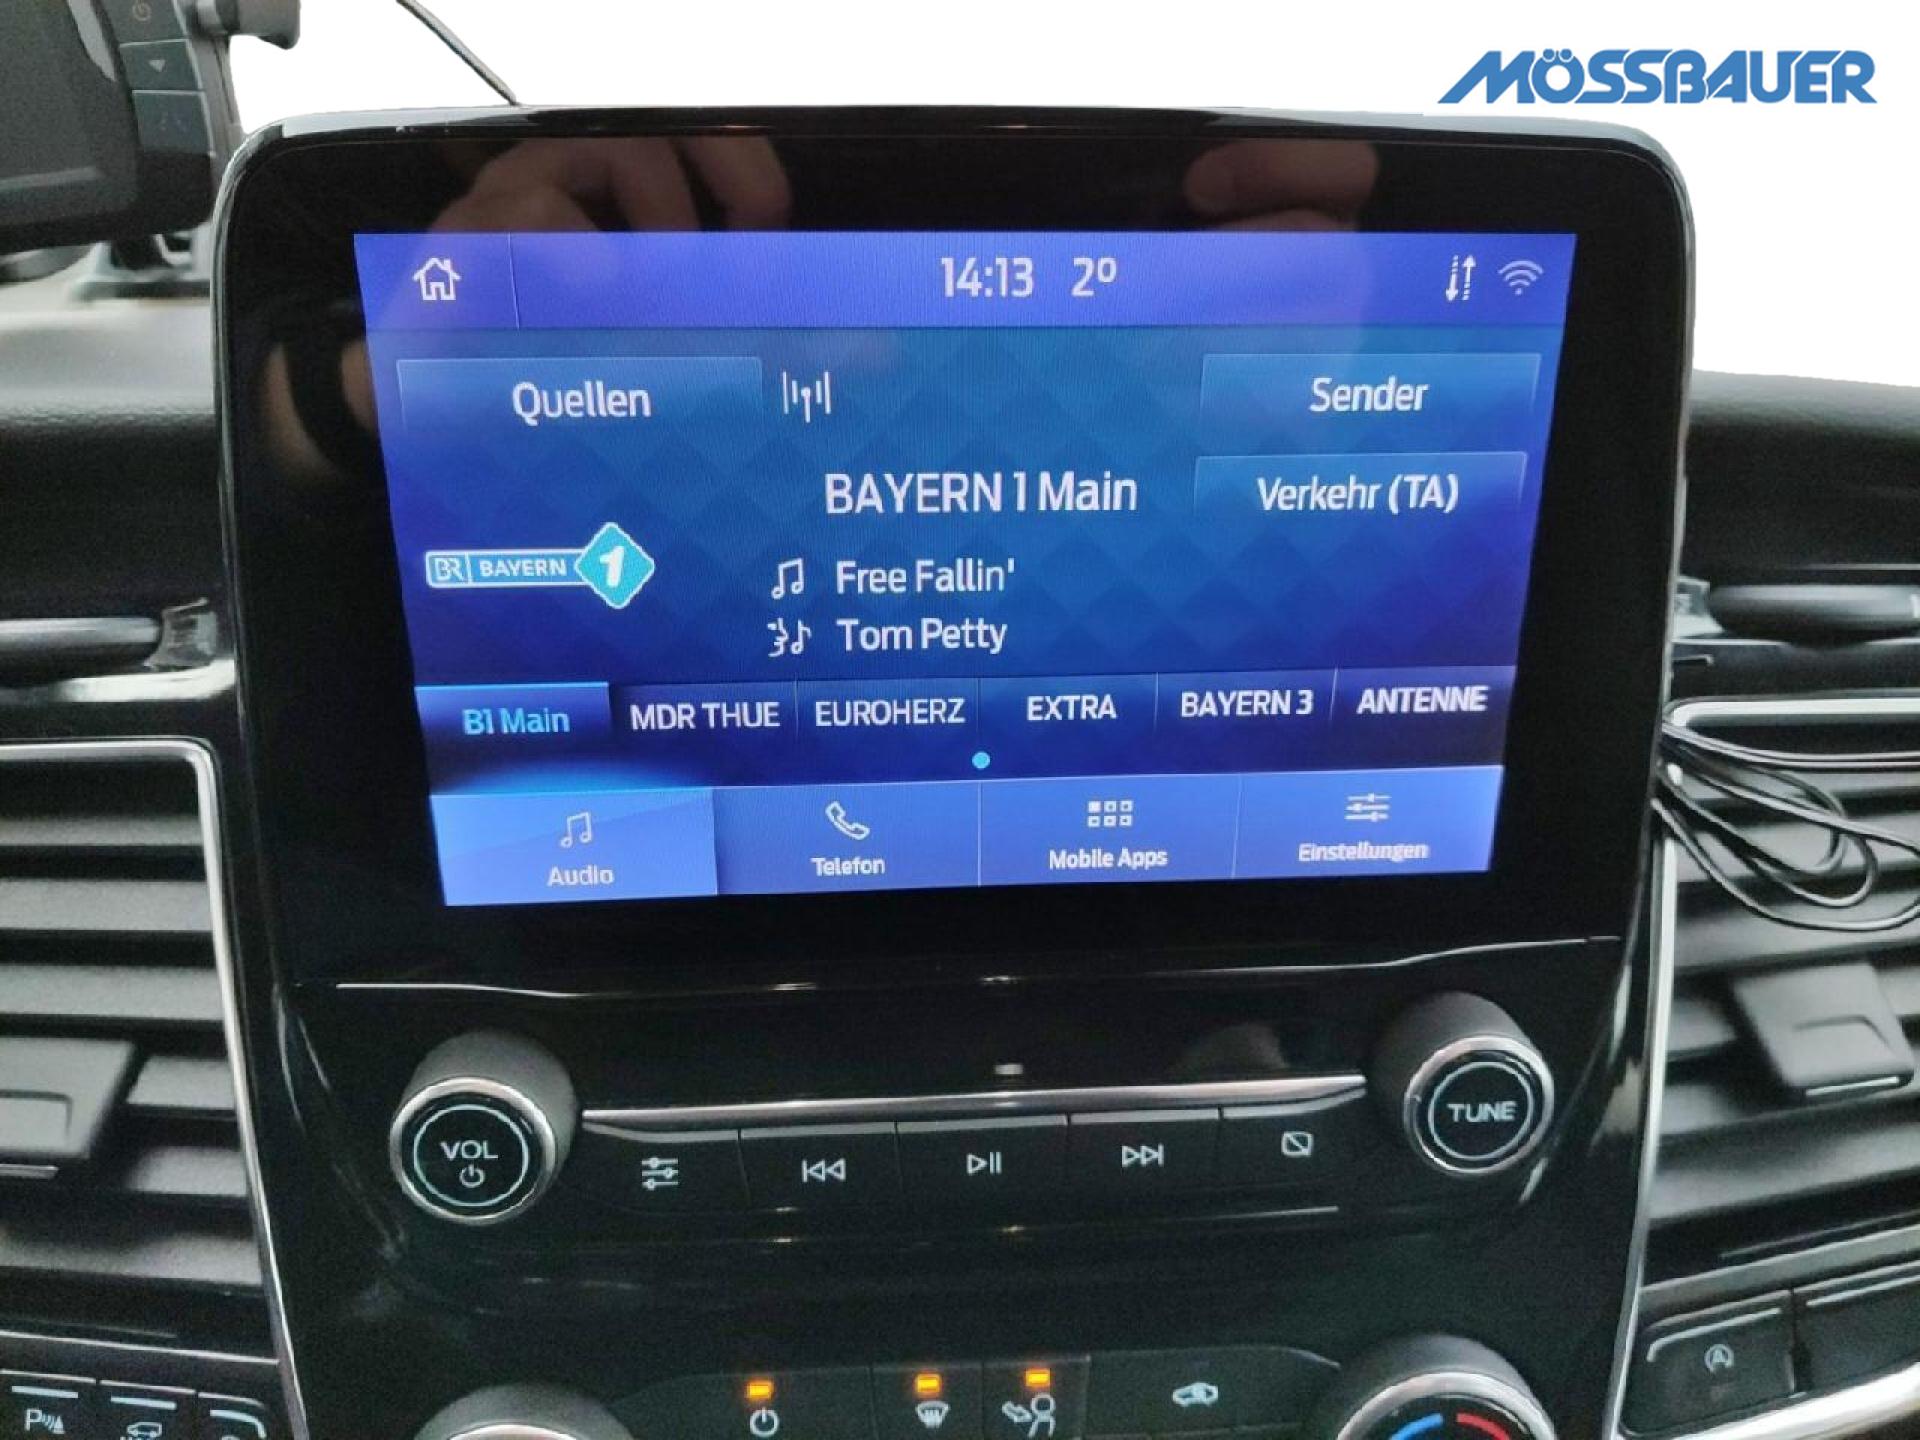 MÖSSBAUER
14:13 2°
Quellen
Sender
BAYERN 1 Main
Verkehr (TA)
BR BAYERN 1
Free Fallin'
Tom Petty
B1 Main MDR THUE EUROHERZ EXTRA BAYERN 3 ANTENNE
Audio Telefon Mobile Apps Einstellungen
VOL
TUNE
A
P